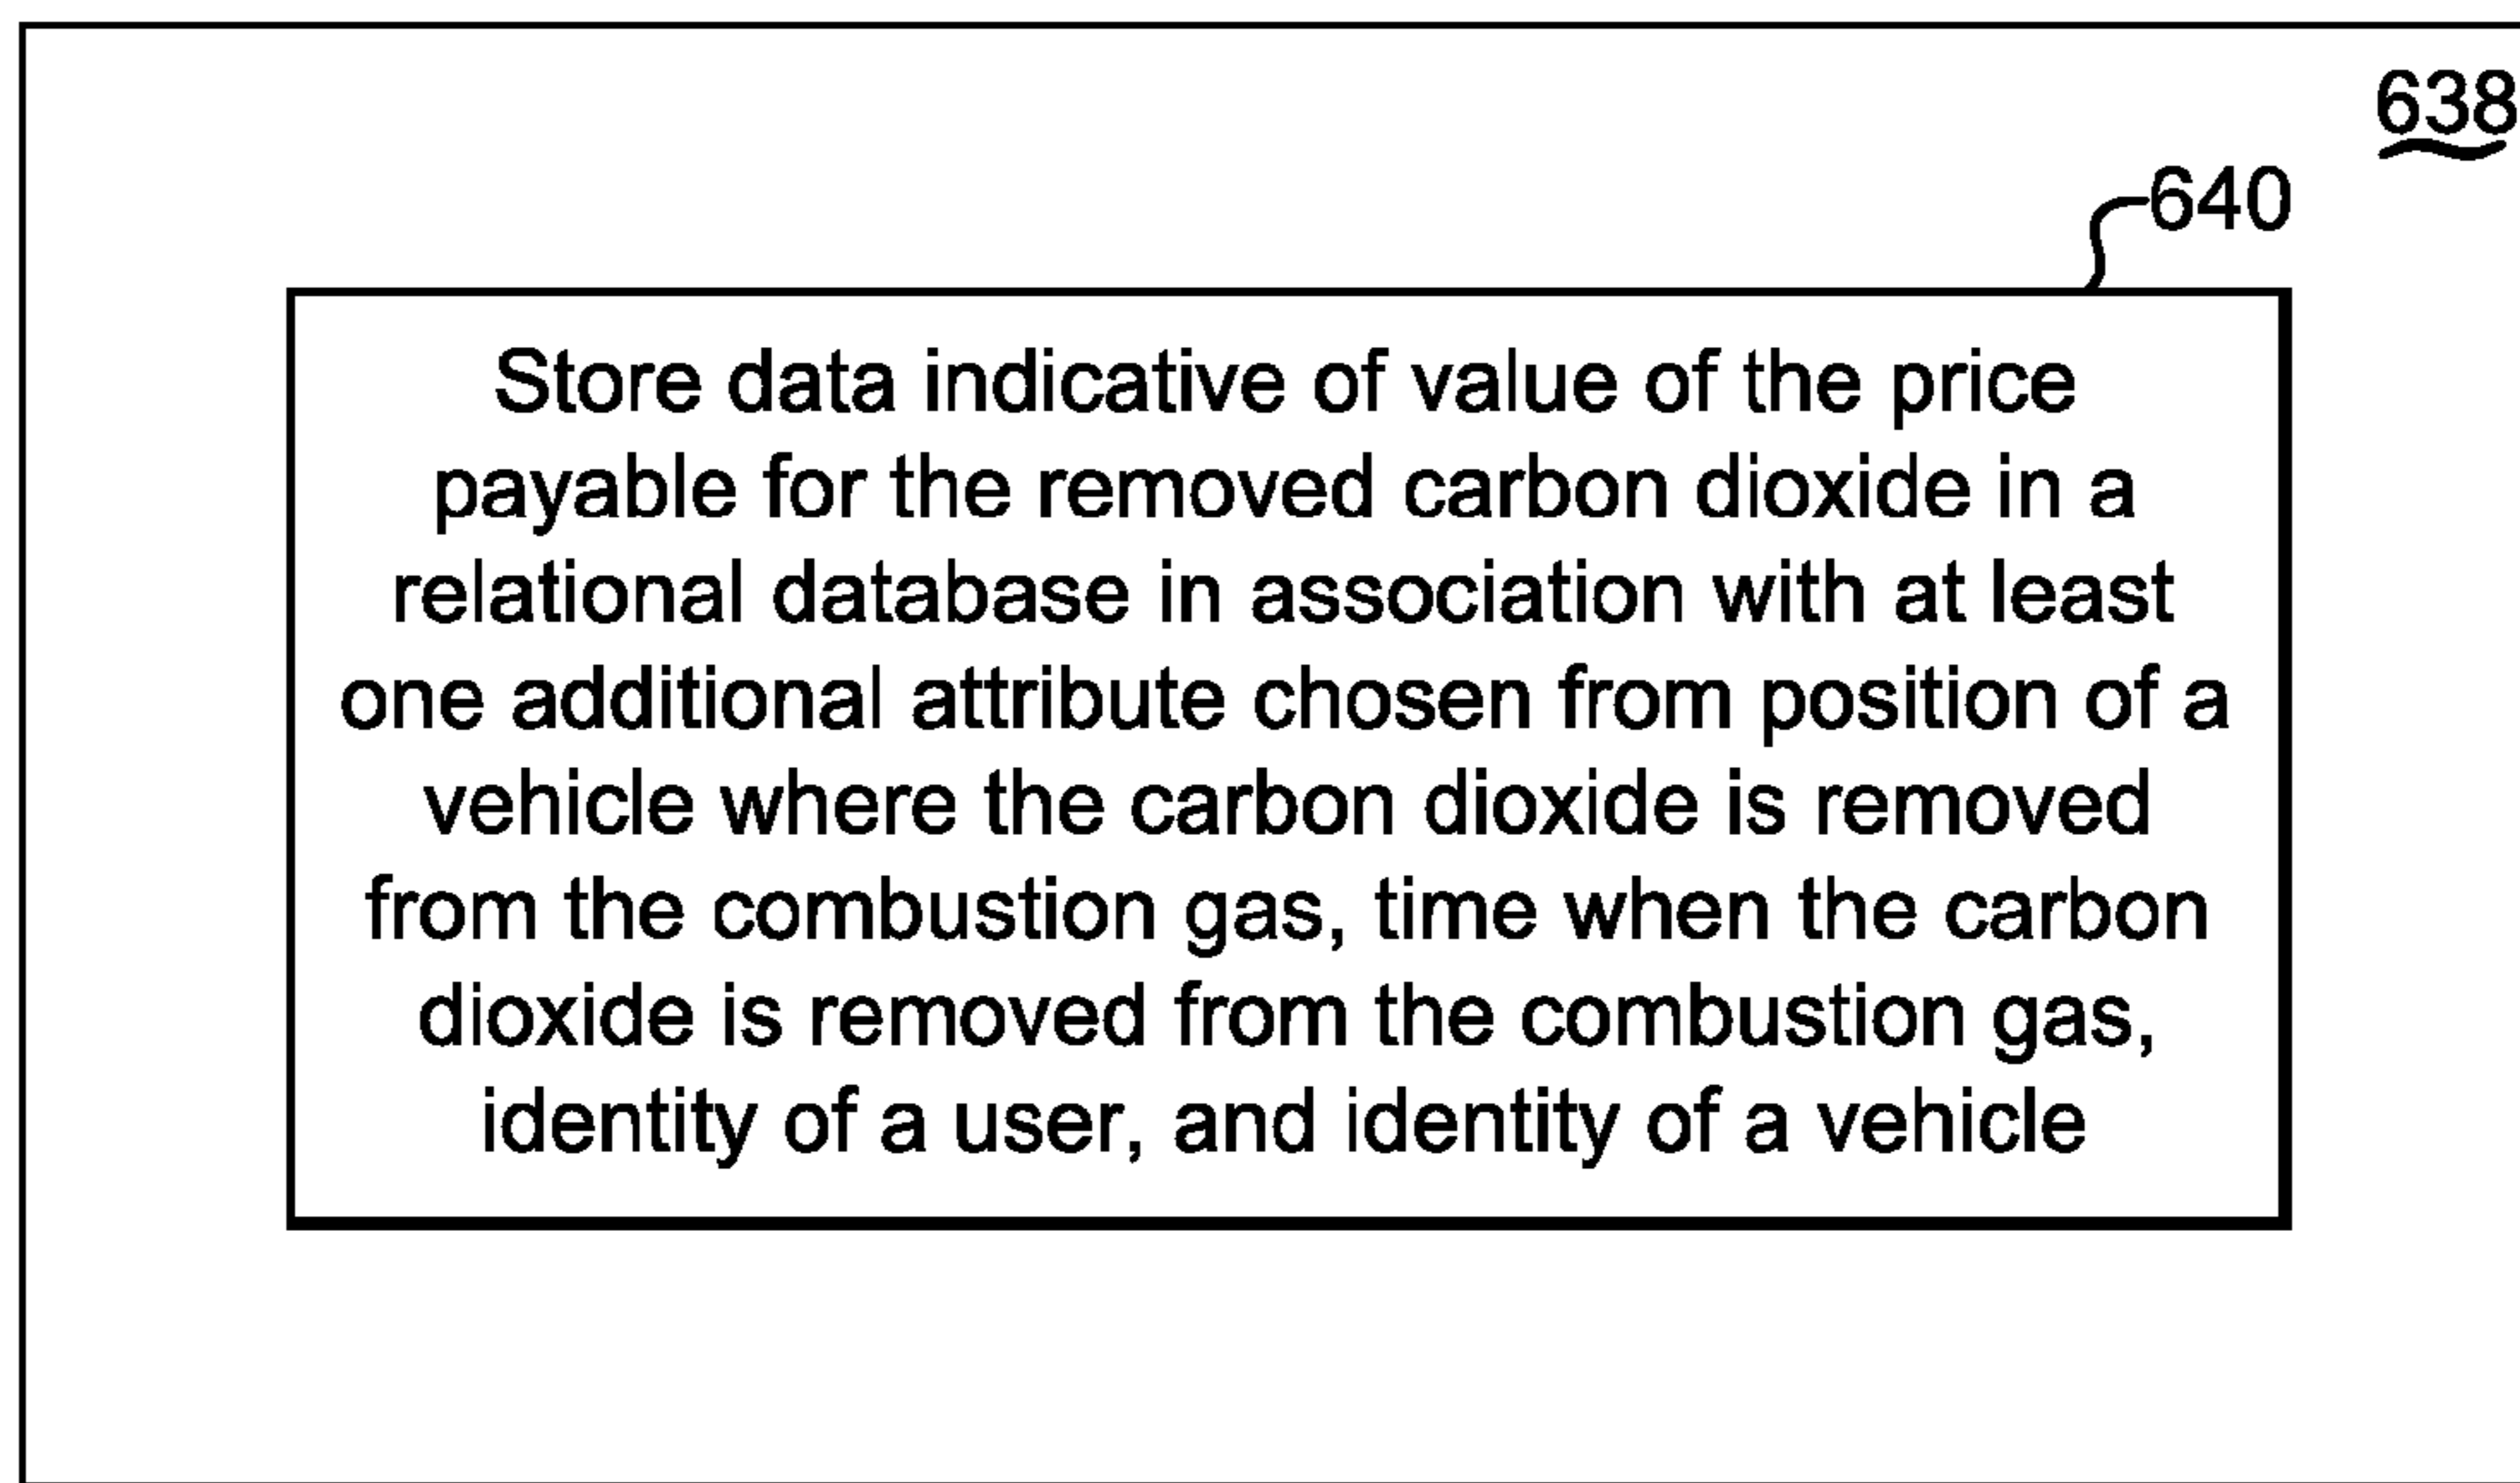 638
640
Store data indicative of value of the price
payable for the removed carbon dioxide in a
relational database in association with at least
one additional attribute chosen from position of a
vehicle where the carbon dioxide is removed
from the combustion gas, time when the carbon
dioxide is removed from the combustion gas,
identity of a user, and identity of a vehicle